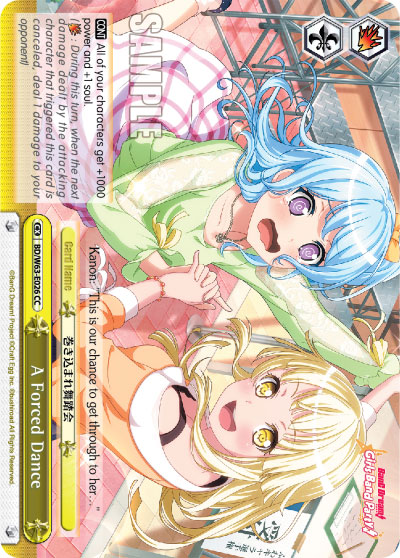 BanG Dream!
Girls Band Party!
SAMPLE
【CONT】 All of your characters get +1000
power and +1 soul.
: During this turn, when the next
damage dealt by the attacking
character that triggered this card is
canceled, deal 1 damage to your
opponent)
Kanon: "This is our chance to get through to her…"
Card Name
巻き込まれ舞踏会
CX
BD/W63-E026 CC
A Forced Dance
©BanG Dream! Project ©Craft Egg Inc. ©bushiroad All Rights Reserved.